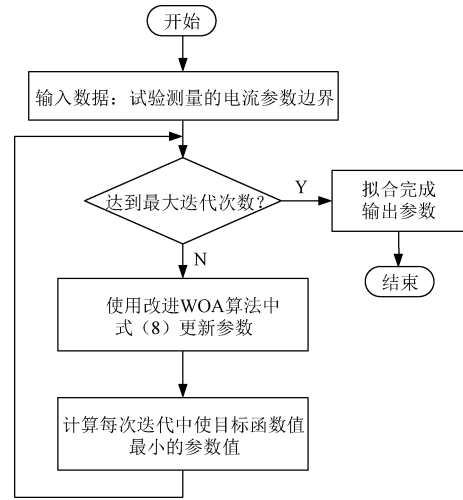 开始
输入数据：试验测量的电流参数边界
达到最大迭代次数？
Y
拟合完成
输出参数
结束
N
使用改进WOA算法中
式（8）更新参数
计算每次迭代中使目标函数值
最小的参数值